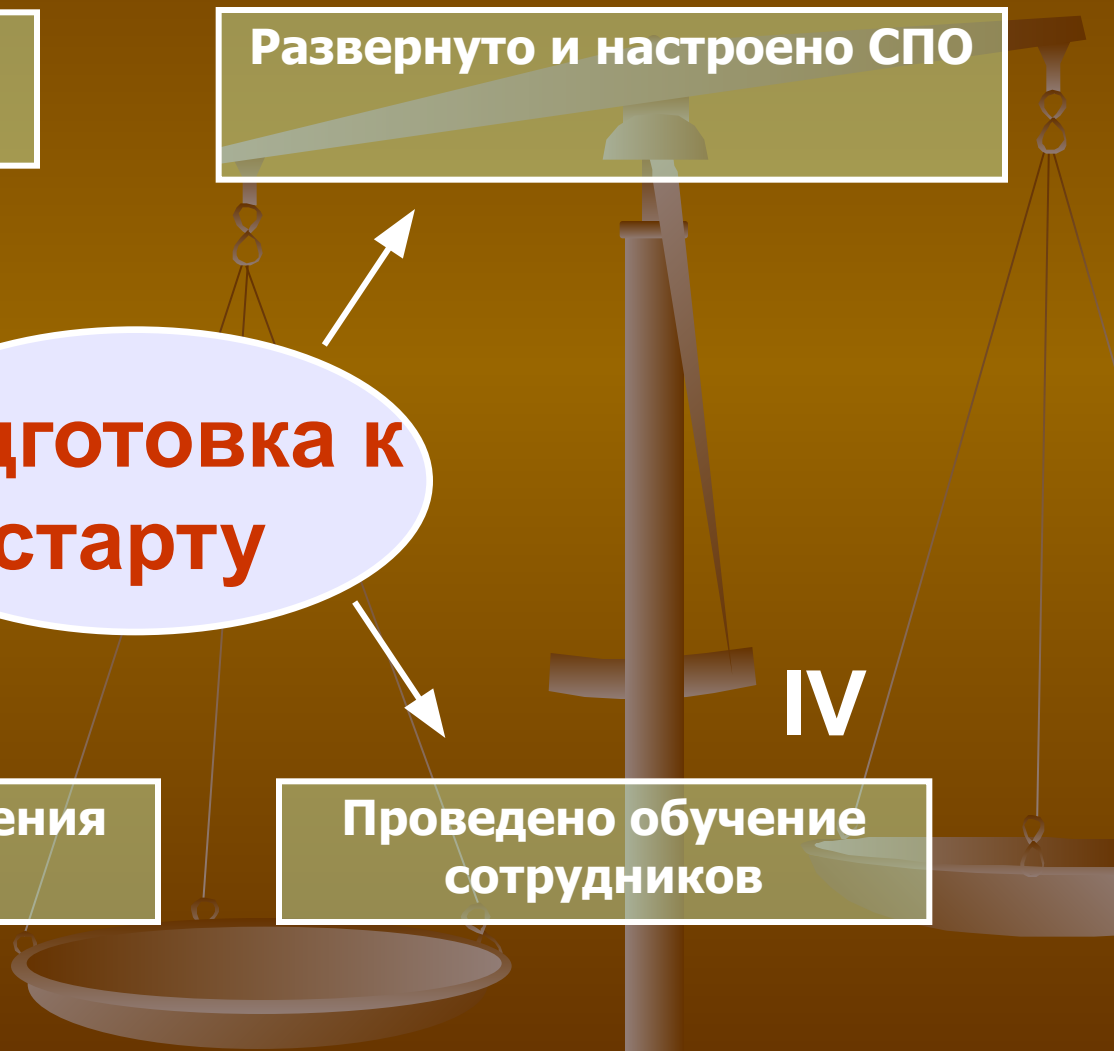 Развернуто и настроено СПО
дготовка к
старту
IV
ения
Проведено обучение
сотрудников